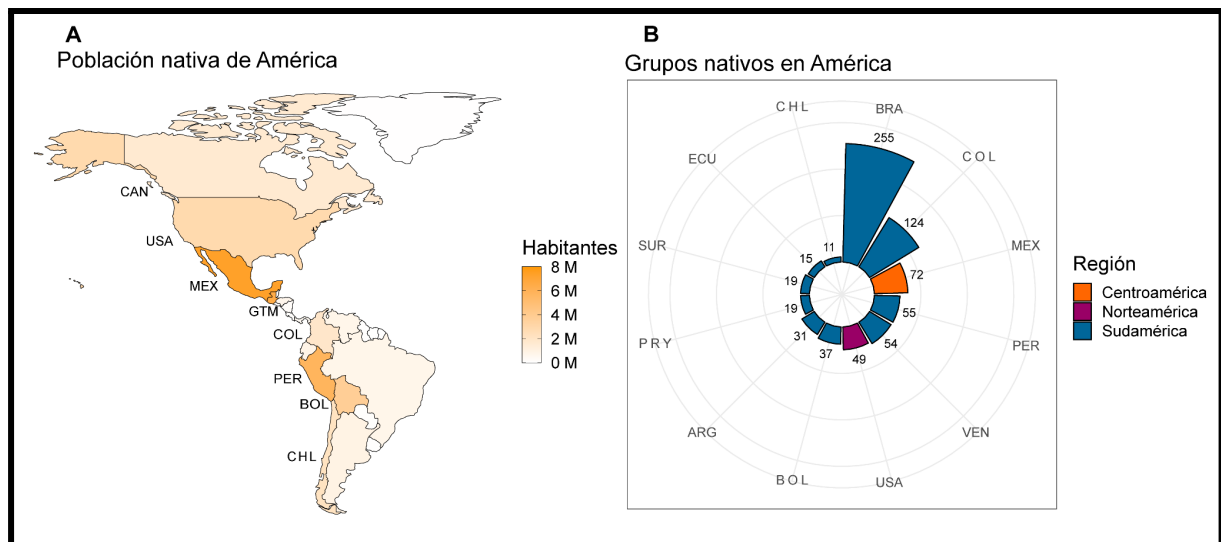 A
Población nativa de América
CAN
USA
MEX
GTM
COL
PER
BOL
CHL
Habitantes
8 M
6 M
4 M
2 M
0 M
B
Grupos nativos en América
CHL
BRA
COL
MEX
PER
VEN
USA
BOL
ARG
PRY
SUR
ECU
255
124
72
55
54
49
37
31
19
19
15
11
Región
Centroamérica
Norteamérica
Sudamérica